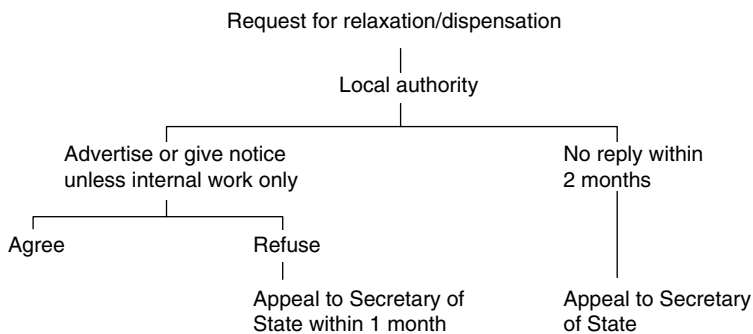 Request for relaxation/dispensation
Local authority
Advertise or give notice
unless internal work only
No reply within
2 months
Agree
Refuse
Appeal to Secretary of
State within 1 month
Appeal to Secretary
of State